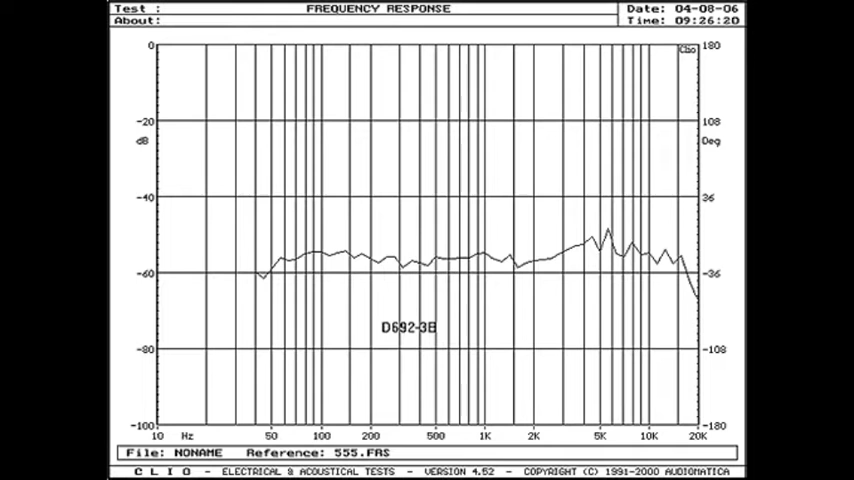 Test : FREQUENCY RESPONSE Date: 04-08-06
About: Time: 09:26:20
0 Clio 180
-20 108
dB Deg
-40 36
-60 -36
D692-3B
-80 -108
-100 -180
10 Hz 50 100 200 500 1K 2K 5K 10K 20K
File: NONAME Reference: 555.FRS
C L I O - ELECTRICAL & ACOUSTICAL TESTS - VERSION 4.52 - COPYRIGHT (C) 1991-2000 AUDIOMATICA